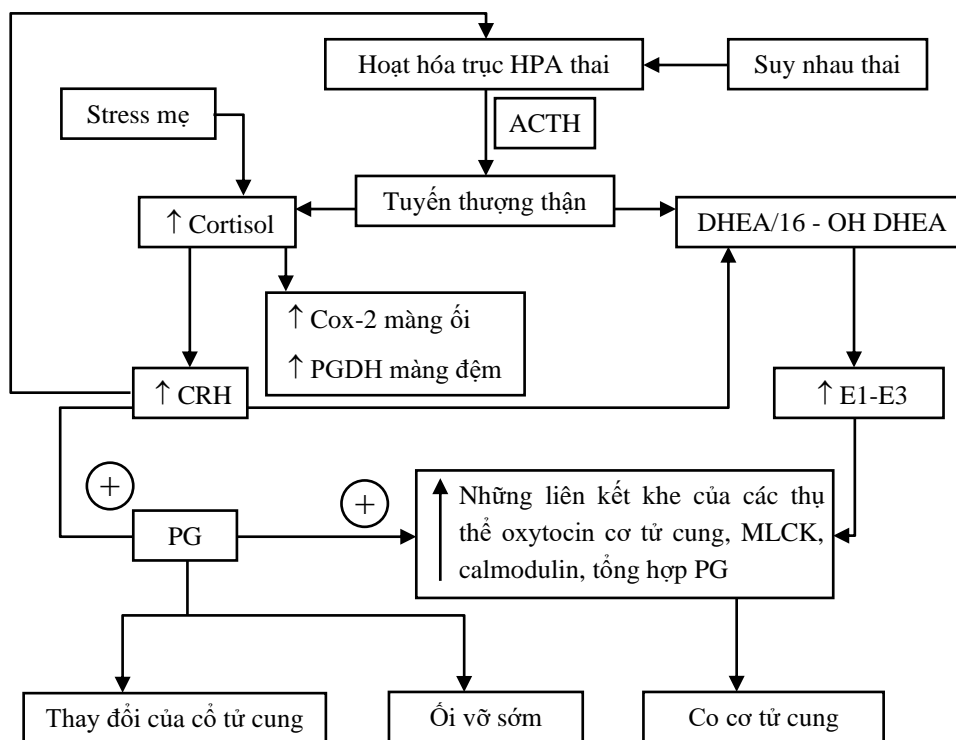 Hoạt hóa trục HPA thai
Suy nhau thai
Stress mẹ
ACTH
Tuyến thượng thận
↑ Cortisol
DHEA/16 - OH DHEA
↑ Cox-2 màng ối
↑ PGDH màng đệm
↑ CRH
↑ E1-E3
+
+
PG
↑ Những liên kết khe của các thụ
thể oxytocin cơ tử cung, MLCK,
calmodulin, tổng hợp PG
Thay đổi của cổ tử cung
Ối vỡ sớm
Co cơ tử cung